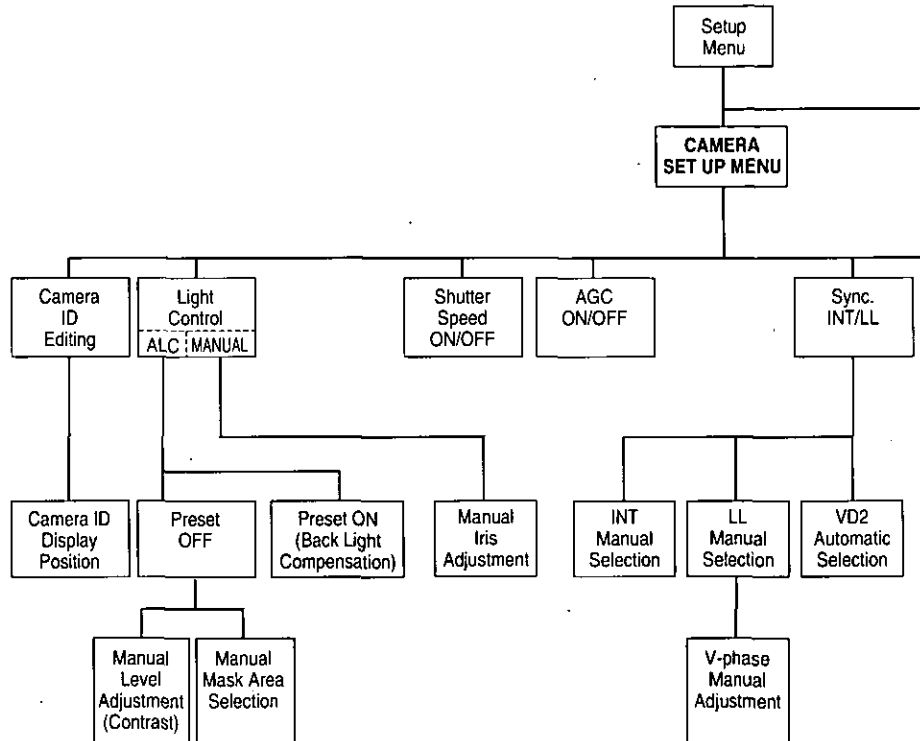 Setup
Menu
CAMERA
SET UP MENU
Camera
ID
Editing
Light
Control
ALC MANUAL
Shutter
Speed
ON/OFF
AGC
ON/OFF
Sync.
INT/LL
Camera ID
Display
Position
Preset
OFF
Preset ON
(Back Light
Compensation)
Manual
Iris
Adjustment
INT
Manual
Selection
LL
Manual
Selection
VD2
Automatic
Selection
Manual
Level
Adjustment
(Contrast)
Manual
Mask Area
Selection
V-phase
Manual
Adjustment